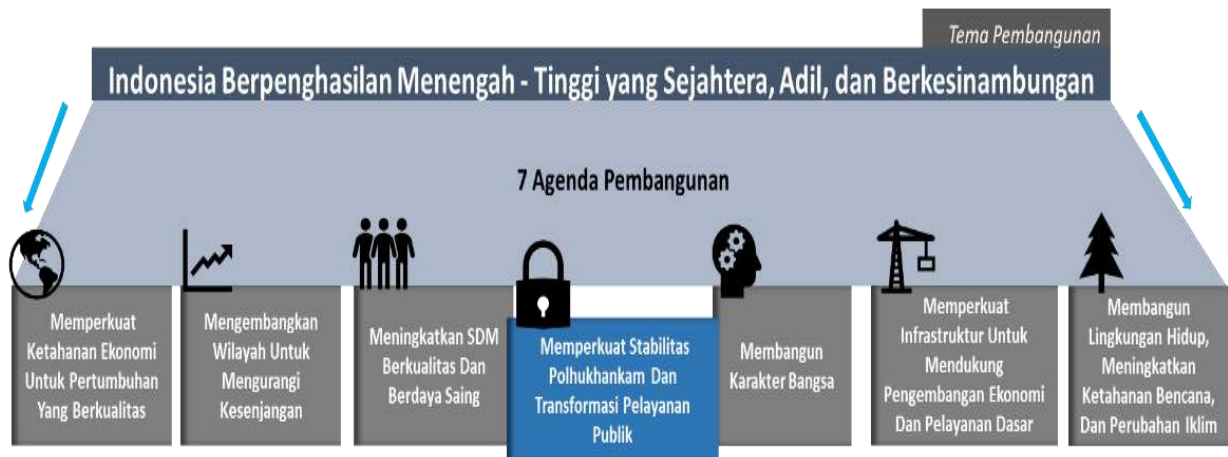 Tema Pembangunan
Indonesia Berpenghasilan Menengah - Tinggi yang Sejahtera, Adil, dan Berkesinambungan
7 Agenda Pembangunan
Memperkuat
Ketahanan Ekonomi
Untuk Pertumbuhan
Yang Berkualitas
Mengembangkan
Wilayah Untuk
Mengurangi
Kesenjangan
Meningkatkan SDM
Berkualitas Dan
Berdaya Saing
Memperkuat Stabilitas
Polhukhankam Dan
Transformasi Pelayanan
Publik
Membangun
Karakter Bangsa
Memperkuat
Infrastruktur Untuk
Mendukung
Pengembangan Ekonomi
Dan Pelayanan Dasar
Membangun
Lingkungan Hidup,
Meningkatkan
Ketahanan Bencana,
Dan Perubahan Iklim